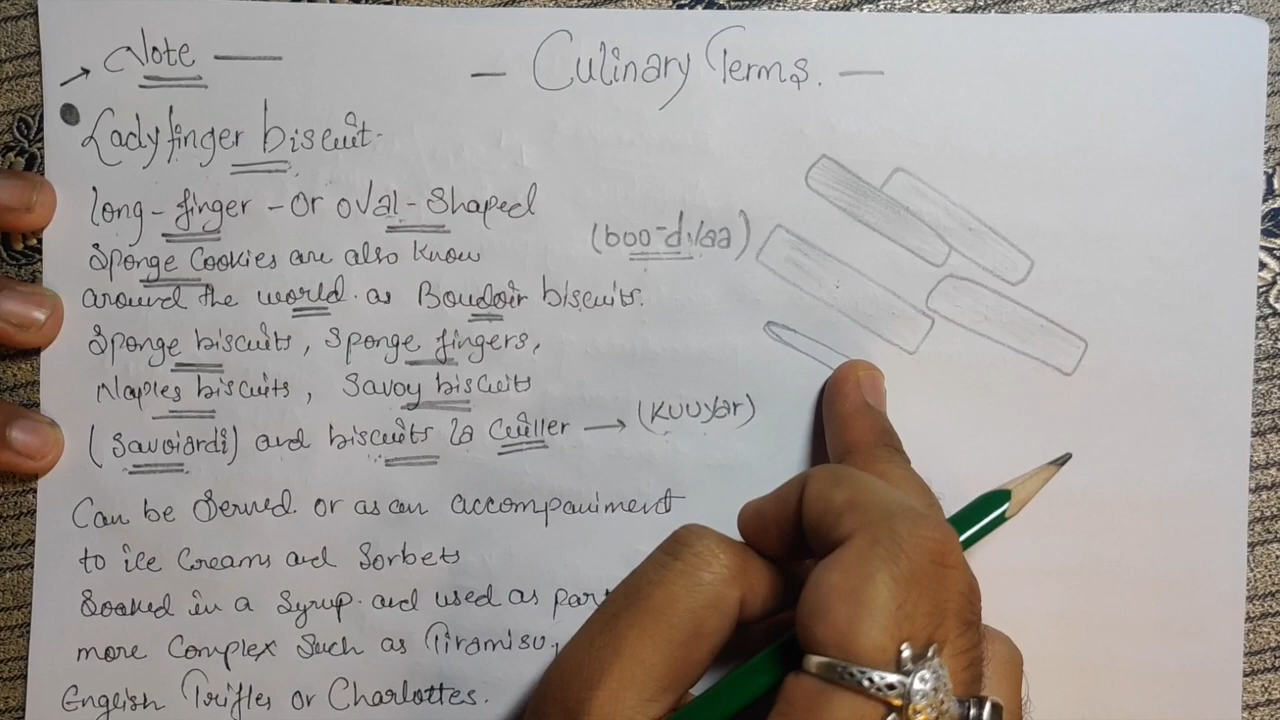 → Note —
- Culinary Terms. -
Lady finger biscuit.
long - finger - Or oval - Shaped
Sponge Cookies are also know
(boo-dvaa)
around the world. as Boudoir biscuits.
Sponge biscuits, Sponge fingers,
Naples biscuits, Savoy biscuits
(Savoiardi) and biscuits la Cuiller → (Kuuyar)
Can be Served. or as an accompaniment
to ice Creams and Sorbets
Soaked in a Syrup. and used as par
more Complex Such as Tiramisu,
English Trifles or Charlottes.